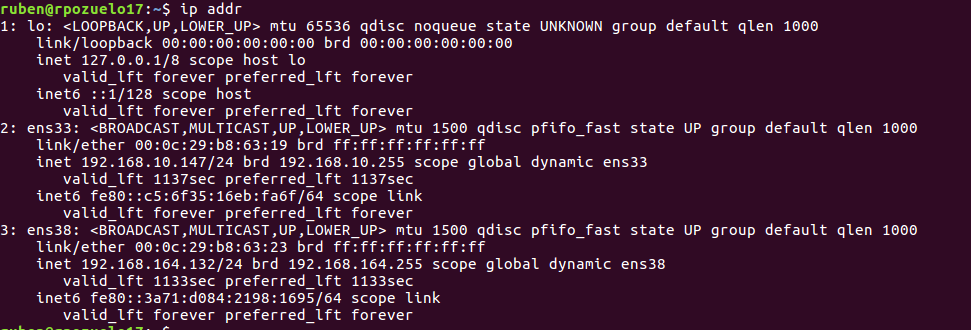 ruben@rpozuelo17:~$ ip addr
1: lo: <LOOPBACK,UP,LOWER_UP> mtu 65536 qdisc noqueue state UNKNOWN group default qlen 1000
    link/loopback 00:00:00:00:00:00 brd 00:00:00:00:00:00
    inet 127.0.0.1/8 scope host lo
       valid_lft forever preferred_lft forever
    inet6 ::1/128 scope host
       valid_lft forever preferred_lft forever
2: ens33: <BROADCAST,MULTICAST,UP,LOWER_UP> mtu 1500 qdisc pfifo_fast state UP group default qlen 1000
    link/ether 00:0c:29:b8:63:19 brd ff:ff:ff:ff:ff:ff
    inet 192.168.10.147/24 brd 192.168.10.255 scope global dynamic ens33
       valid_lft 1137sec preferred_lft 1137sec
    inet6 fe80::c5:6f35:16eb:fa6f/64 scope link
       valid_lft forever preferred_lft forever
3: ens38: <BROADCAST,MULTICAST,UP,LOWER_UP> mtu 1500 qdisc pfifo_fast state UP group default qlen 1000
    link/ether 00:0c:29:b8:63:23 brd ff:ff:ff:ff:ff:ff
    inet 192.168.164.132/24 brd 192.168.164.255 scope global dynamic ens38
       valid_lft 1133sec preferred_lft 1133sec
    inet6 fe80::3a71:d084:2198:1695/64 scope link
       valid_lft forever preferred_lft forever
ruben@rpozuelo17:~$